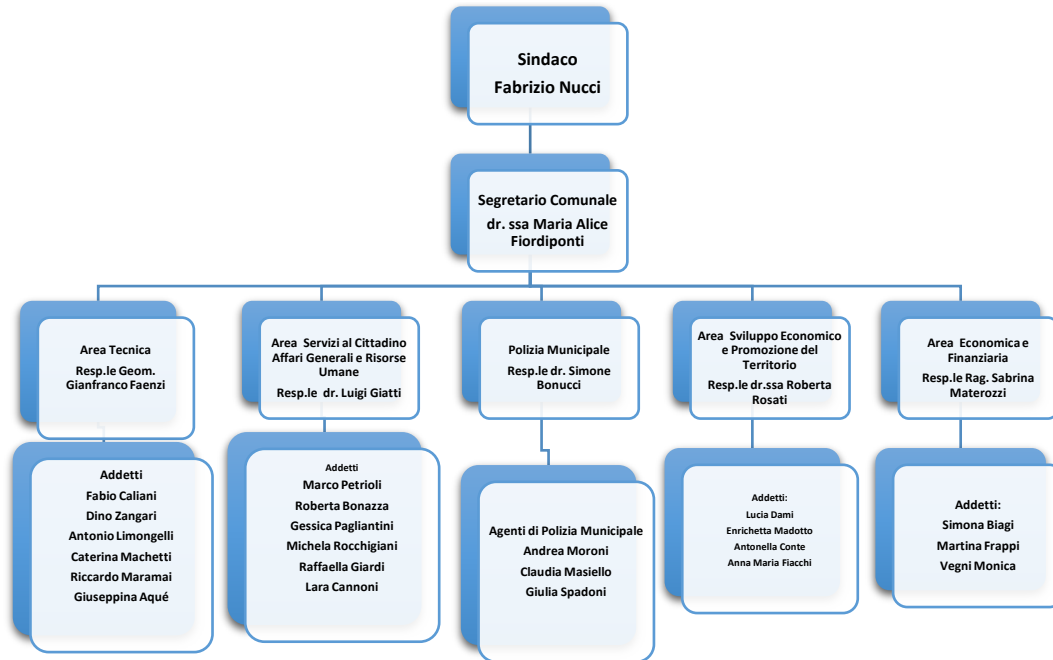 Sindaco
Fabrizio Nucci
Segretario Comunale
dr. ssa Maria Alice
Fiordiponti
Area Tecnica
Resp.le Geom.
Gianfranco Faenzi
Area Servizi al Cittadino
Affari Generali e Risorse
Umane
Resp.le dr. Luigi Giatti
Polizia Municipale
Resp.le dr. Simone
Bonucci
Area Sviluppo Economico
e Promozione del
Territorio
Resp.le dr.ssa Roberta
Rosati
Area Economica e
Finanziaria
Resp.le Rag. Sabrina
Materozzi
Addetti
Fabio Caliani
Dino Zangari
Antonio Limongelli
Caterina Machetti
Riccardo Maramai
Giuseppina Aqué
Addetti
Marco Petrioli
Roberta Bonazza
Gessica Pagliantini
Michela Rocchigiani
Raffaella Giardi
Lara Cannoni
Agenti di Polizia Municipale
Andrea Moroni
Claudia Masiello
Giulia Spadoni
Addetti:
Lucia Dami
Enrichetta Madotto
Antonella Conte
Anna Maria Fiacchi
Addetti:
Simona Biagi
Martina Frappi
Vegni Monica